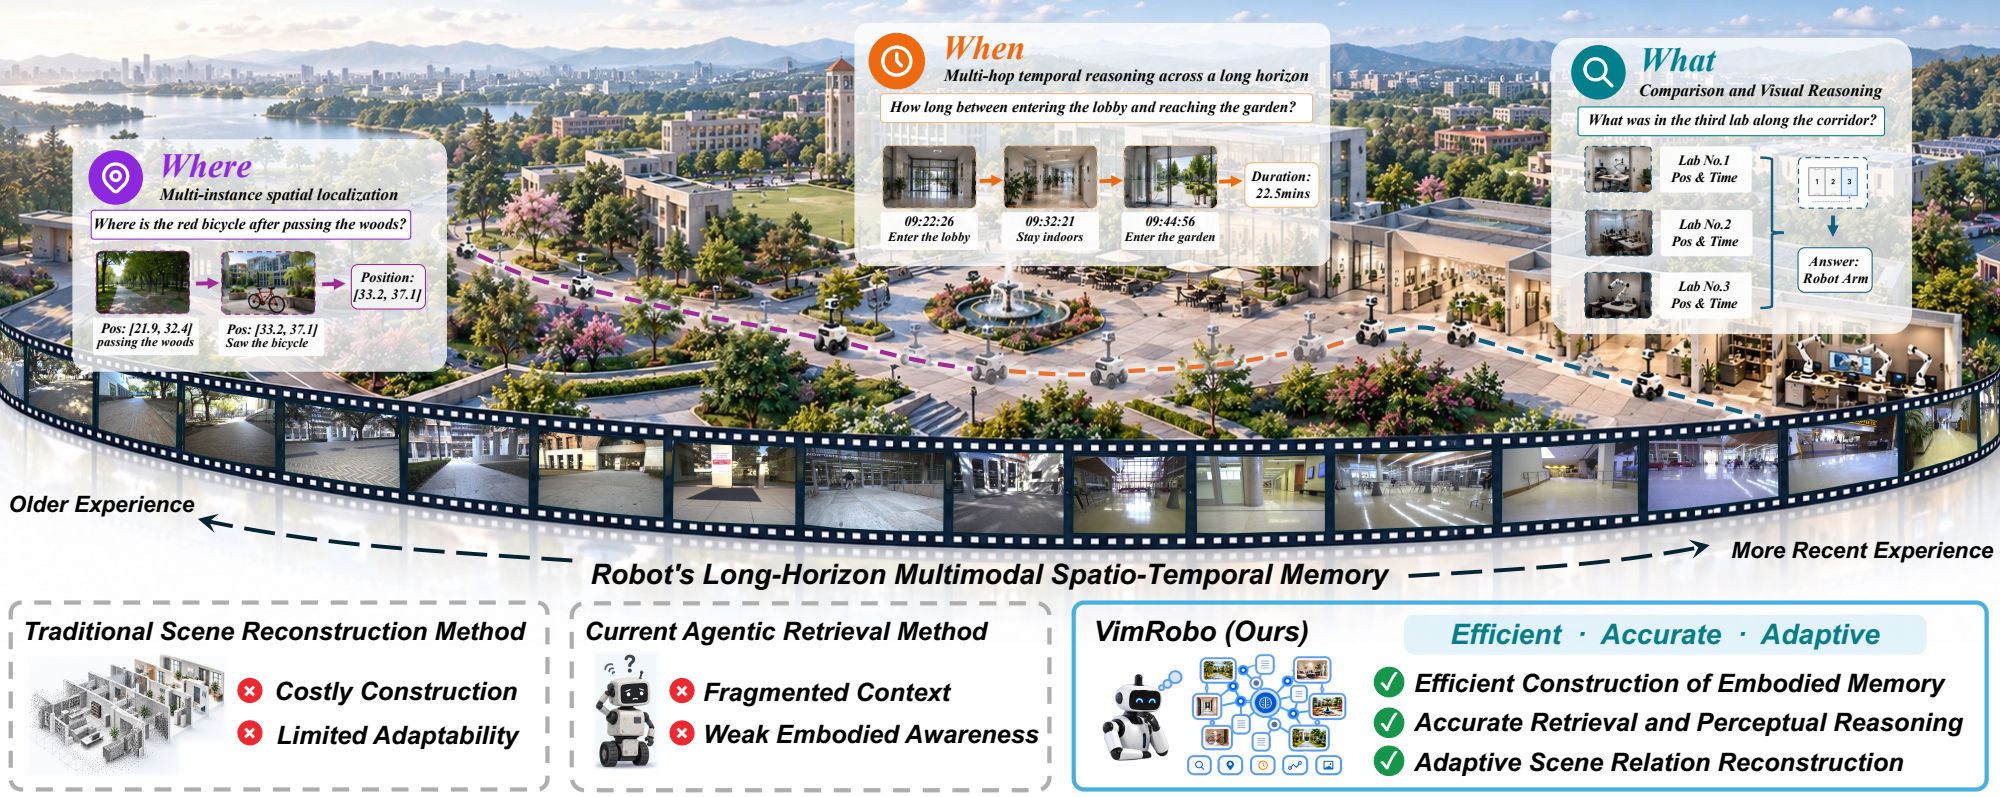 Where
Multi-instance spatial localization
Where is the red bicycle after passing the woods?
Position:
[33.2, 37.1]
Pos: [21.9, 32.4]
passing the woods
Pos: [33.2, 37.1]
Saw the bicycle
When
Multi-hop temporal reasoning across a long horizon
How long between entering the lobby and reaching the garden?
Duration:
22.5mins
09:22:26
Enter the lobby
09:32:21
Stay indoors
09:44:56
Enter the garden
What
Comparison and Visual Reasoning
What was in the third lab along the corridor?
Lab No.1
Pos & Time
Lab No.2
Pos & Time
Lab No.3
Pos & Time
1 2 3
Answer:
Robot Arm
Older Experience
More Recent Experience
Robot's Long-Horizon Multimodal Spatio-Temporal Memory
Traditional Scene Reconstruction Method
Costly Construction
Limited Adaptability
Current Agentic Retrieval Method
? ?
Fragmented Context
Weak Embodied Awareness
VimRobo (Ours)
Efficient · Accurate · Adaptive
Efficient Construction of Embodied Memory
Accurate Retrieval and Perceptual Reasoning
Adaptive Scene Relation Reconstruction